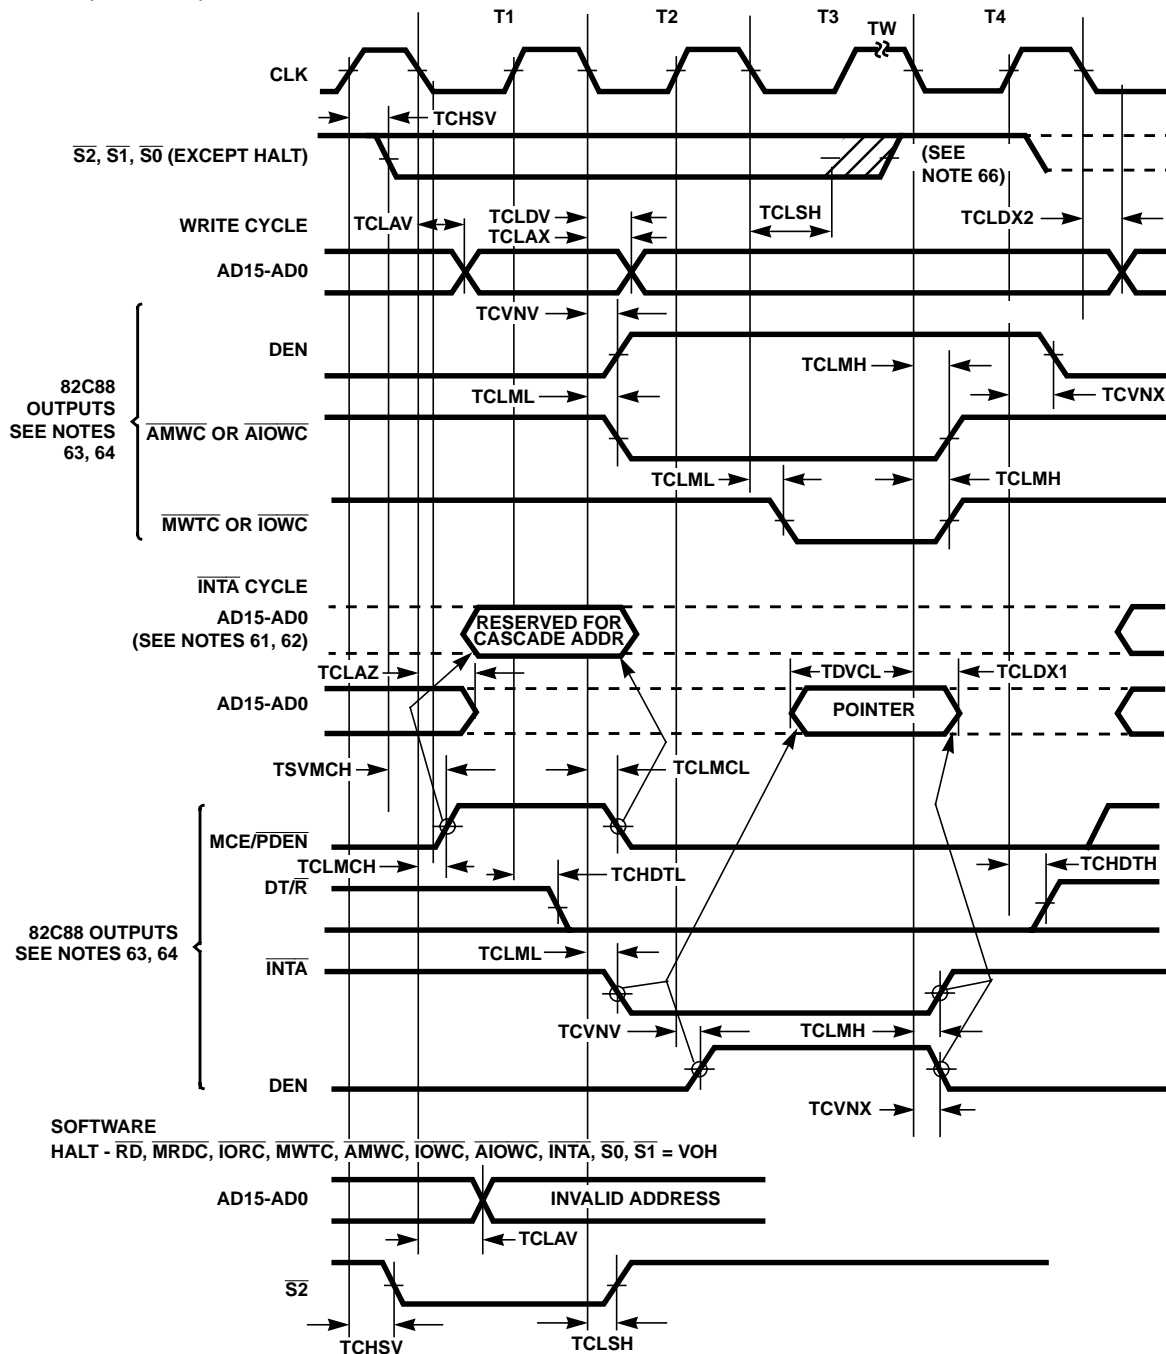 T1 T2 T3 T4
TW
CLK
TCHSV
S2, S1, S0 (EXCEPT HALT)
(SEE
NOTE 66)
TCLAV
TCLDV
TCLSH
TCLDX2
WRITE CYCLE
TCLAX
AD15-AD0
TCVNV
DEN
TCLMH
82C88
OUTPUTS
SEE NOTES
63, 64
TCLML
TCVNX
AMWC OR AIOWC
TCLML
TCLMH
MWTC OR IOWC
INTA CYCLE
AD15-AD0
(SEE NOTES 61, 62)
RESERVED FOR
CASCADE ADDR
TCLAZ
TDVCL
TCLDX1
AD15-AD0
POINTER
TSVMCH
TCLMCL
MCE/PDEN
TCLMCH
TCHDTL
TCHDTH
DT/R
82C88 OUTPUTS
SEE NOTES 63, 64
TCLML
INTA
TCVNV
TCLMH
DEN
TCVNX
SOFTWARE
HALT - RD, MRDC, IORC, MWTC, AMWC, IOWC, AIOWC, INTA, S0, S1 = VOH
AD15-AD0
INVALID ADDRESS
TCLAV
S2
TCHSV
TCLSH